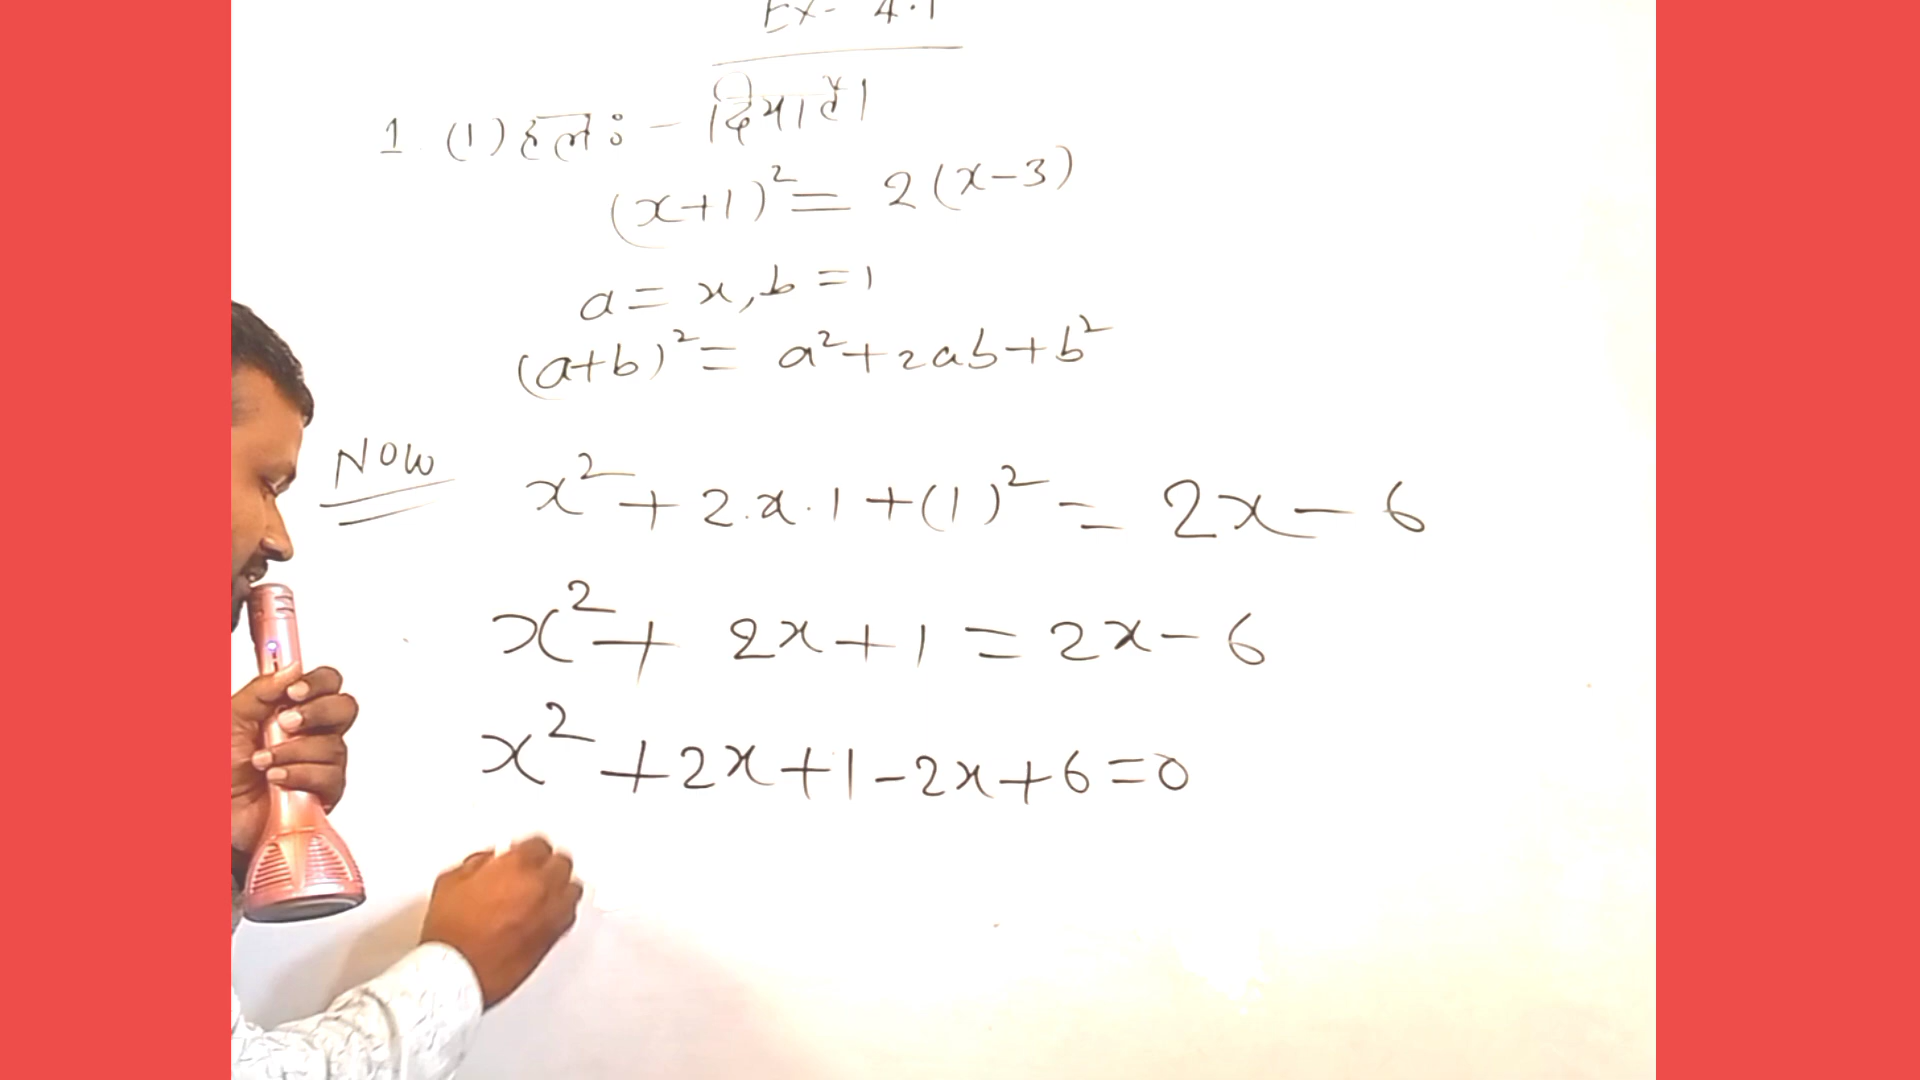 Ex- 4.1
1 (1) हलः - दिया है।
(x+1)² = 2(x-3)
a = x, b = 1
(a+b)² = a²+2ab+b²
Now x² + 2.x.1 + (1)² = 2x - 6
x² + 2x + 1 = 2x - 6
x² + 2x + 1 - 2x + 6 = 0